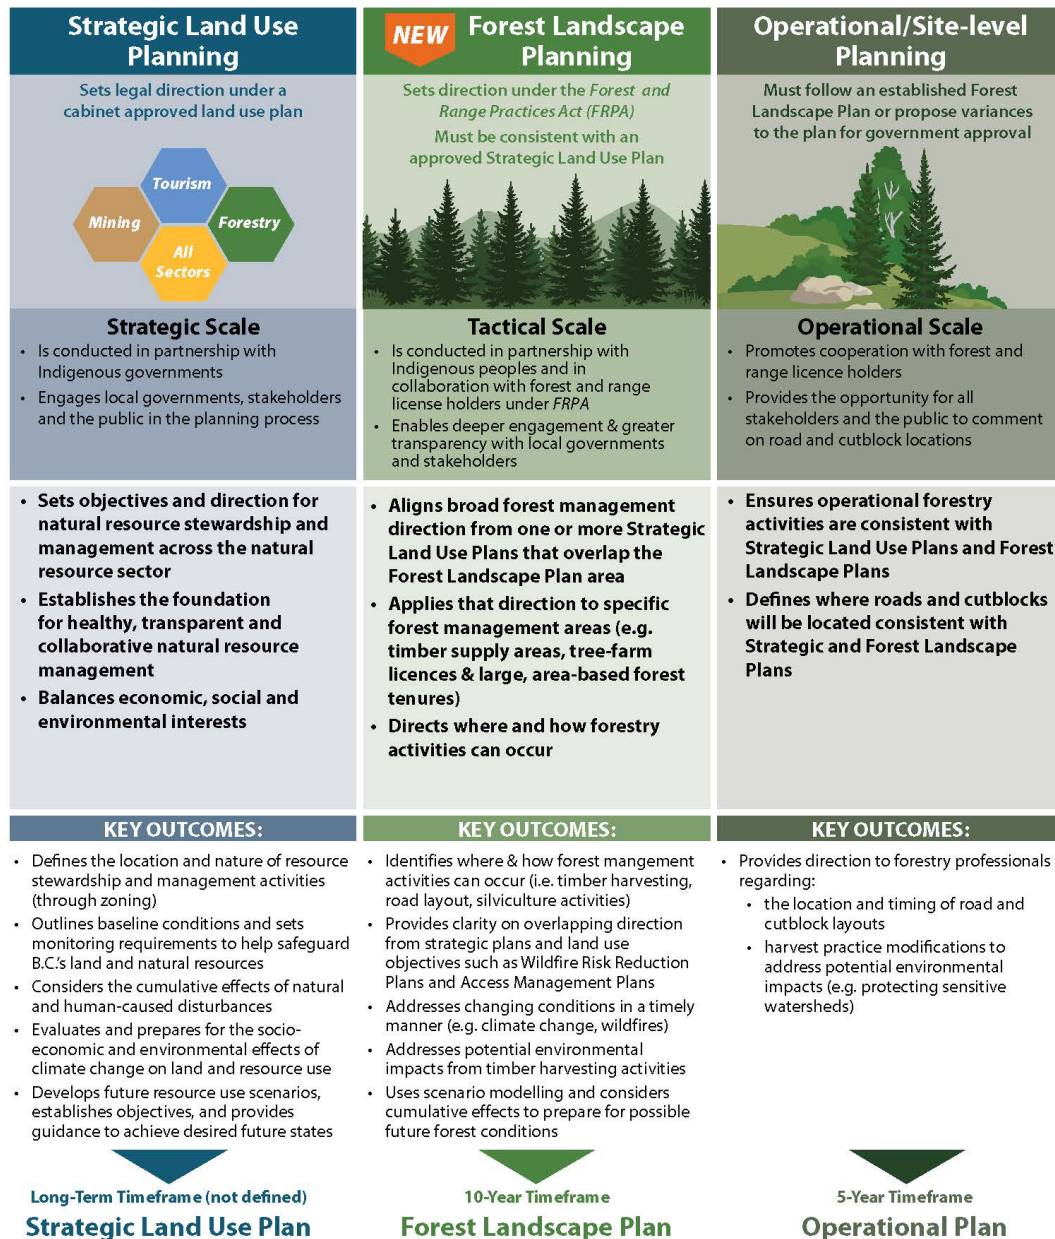 Strategic Land Use
Planning
Sets legal direction under a
cabinet approved land use plan
Tourism
Mining
Forestry
All
Sectors
Strategic Scale
• Is conducted in partnership with
Indigenous governments
• Engages local governments, stakeholders
and the public in the planning process
• Sets objectives and direction for
natural resource stewardship and
management across the natural
resource sector
• Establishes the foundation
for healthy, transparent and
collaborative natural resource
management
• Balances economic, social and
environmental interests
KEY OUTCOMES:
• Defines the location and nature of resource
stewardship and management activities
(through zoning)
• Outlines baseline conditions and sets
monitoring requirements to help safeguard
B.C.'s land and natural resources
• Considers the cumulative effects of natural
and human-caused disturbances
• Evaluates and prepares for the socio-
economic and environmental effects of
climate change on land and resource use
• Develops future resource use scenarios,
establishes objectives, and provides
guidance to achieve desired future states
Long-Term Timeframe (not defined)
Strategic Land Use Plan
NEW
Forest Landscape
Planning
Sets direction under the Forest and
Range Practices Act (FRPA)
Must be consistent with an
approved Strategic Land Use Plan
Tactical Scale
• Is conducted in partnership with
Indigenous peoples and in
collaboration with forest and range
license holders under FRPA
• Enables deeper engagement & greater
transparency with local governments
and stakeholders
• Aligns broad forest management
direction from one or more Strategic
Land Use Plans that overlap the
Forest Landscape Plan area
• Applies that direction to specific
forest management areas (e.g.
timber supply areas, tree-farm
licences & large, area-based forest
tenures)
• Directs where and how forestry
activities can occur
KEY OUTCOMES:
• Identifies where & how forest mangement
activities can occur (i.e. timber harvesting,
road layout, silviculture activities)
• Provides clarity on overlapping direction
from strategic plans and land use
objectives such as Wildfire Risk Reduction
Plans and Access Management Plans
• Addresses changing conditions in a timely
manner (e.g. climate change, wildfires)
• Addresses potential environmental
impacts from timber harvesting activities
• Uses scenario modelling and considers
cumulative effects to prepare for possible
future forest conditions
10-Year Timeframe
Forest Landscape Plan
Operational/Site-level
Planning
Must follow an established Forest
Landscape Plan or propose variances
to the plan for government approval
Operational Scale
• Promotes cooperation with forest and
range licence holders
• Provides the opportunity for all
stakeholders and the public to comment
on road and cutblock locations
• Ensures operational forestry
activities are consistent with
Strategic Land Use Plans and Forest
Landscape Plans
• Defines where roads and cutblocks
will be located consistent with
Strategic and Forest Landscape
Plans
KEY OUTCOMES:
• Provides direction to forestry professionals
regarding:
• the location and timing of road and
cutblock layouts
• harvest practice modifications to
address potential environmental
impacts (e.g. protecting sensitive
watersheds)
5-Year Timeframe
Operational Plan